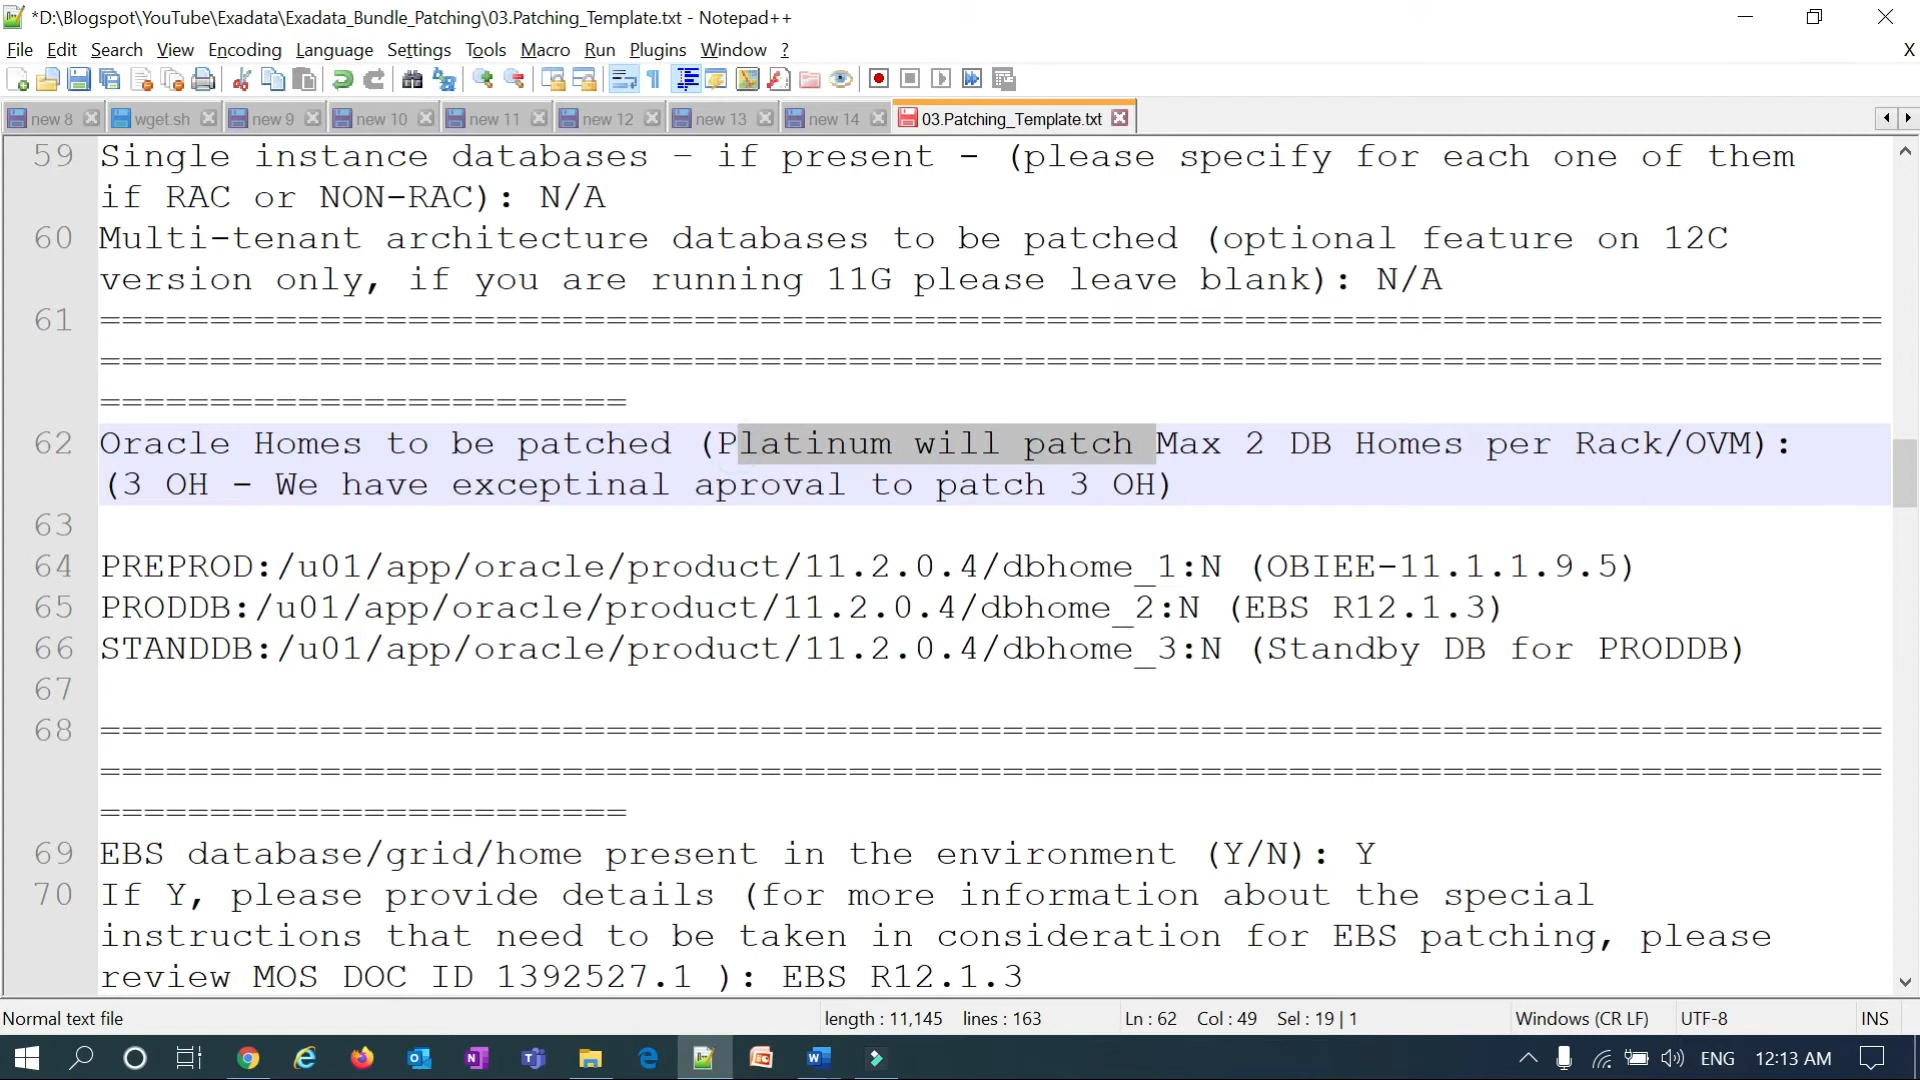 *D:\Blogspot\YouTube\Exadata\Exadata_Bundle_Patching\03.Patching_Template.txt - Notepad++
File Edit Search View Encoding Language Settings Tools Macro Run Plugins Window ? X
new 8 wget.sh new 9 new 10 new 11 new 12 new 13 new 14 03.Patching_Template.txt
59 Single instance databases – if present - (please specify for each one of them
if RAC or NON-RAC): N/A
60 Multi-tenant architecture databases to be patched (optional feature on 12C
version only, if you are running 11G please leave blank): N/A
61 =================================================================================
=================================================================================
========================
62 Oracle Homes to be patched (Platinum will patch Max 2 DB Homes per Rack/OVM):
(3 OH - We have exceptinal aproval to patch 3 OH)
63
64 PREPROD:/u01/app/oracle/product/11.2.0.4/dbhome_1:N (OBIEE-11.1.1.9.5)
65 PRODDB:/u01/app/oracle/product/11.2.0.4/dbhome_2:N (EBS R12.1.3)
66 STANDDB:/u01/app/oracle/product/11.2.0.4/dbhome_3:N (Standby DB for PRODDB)
67
68 =================================================================================
=================================================================================
========================
69 EBS database/grid/home present in the environment (Y/N): Y
70 If Y, please provide details (for more information about the special
instructions that need to be taken in consideration for EBS patching, please
review MOS DOC ID 1392527.1 ): EBS R12.1.3
Normal text file length : 11,145 lines : 163 Ln : 62 Col : 49 Sel : 19 | 1 Windows (CR LF) UTF-8 INS
ENG 12:13 AM